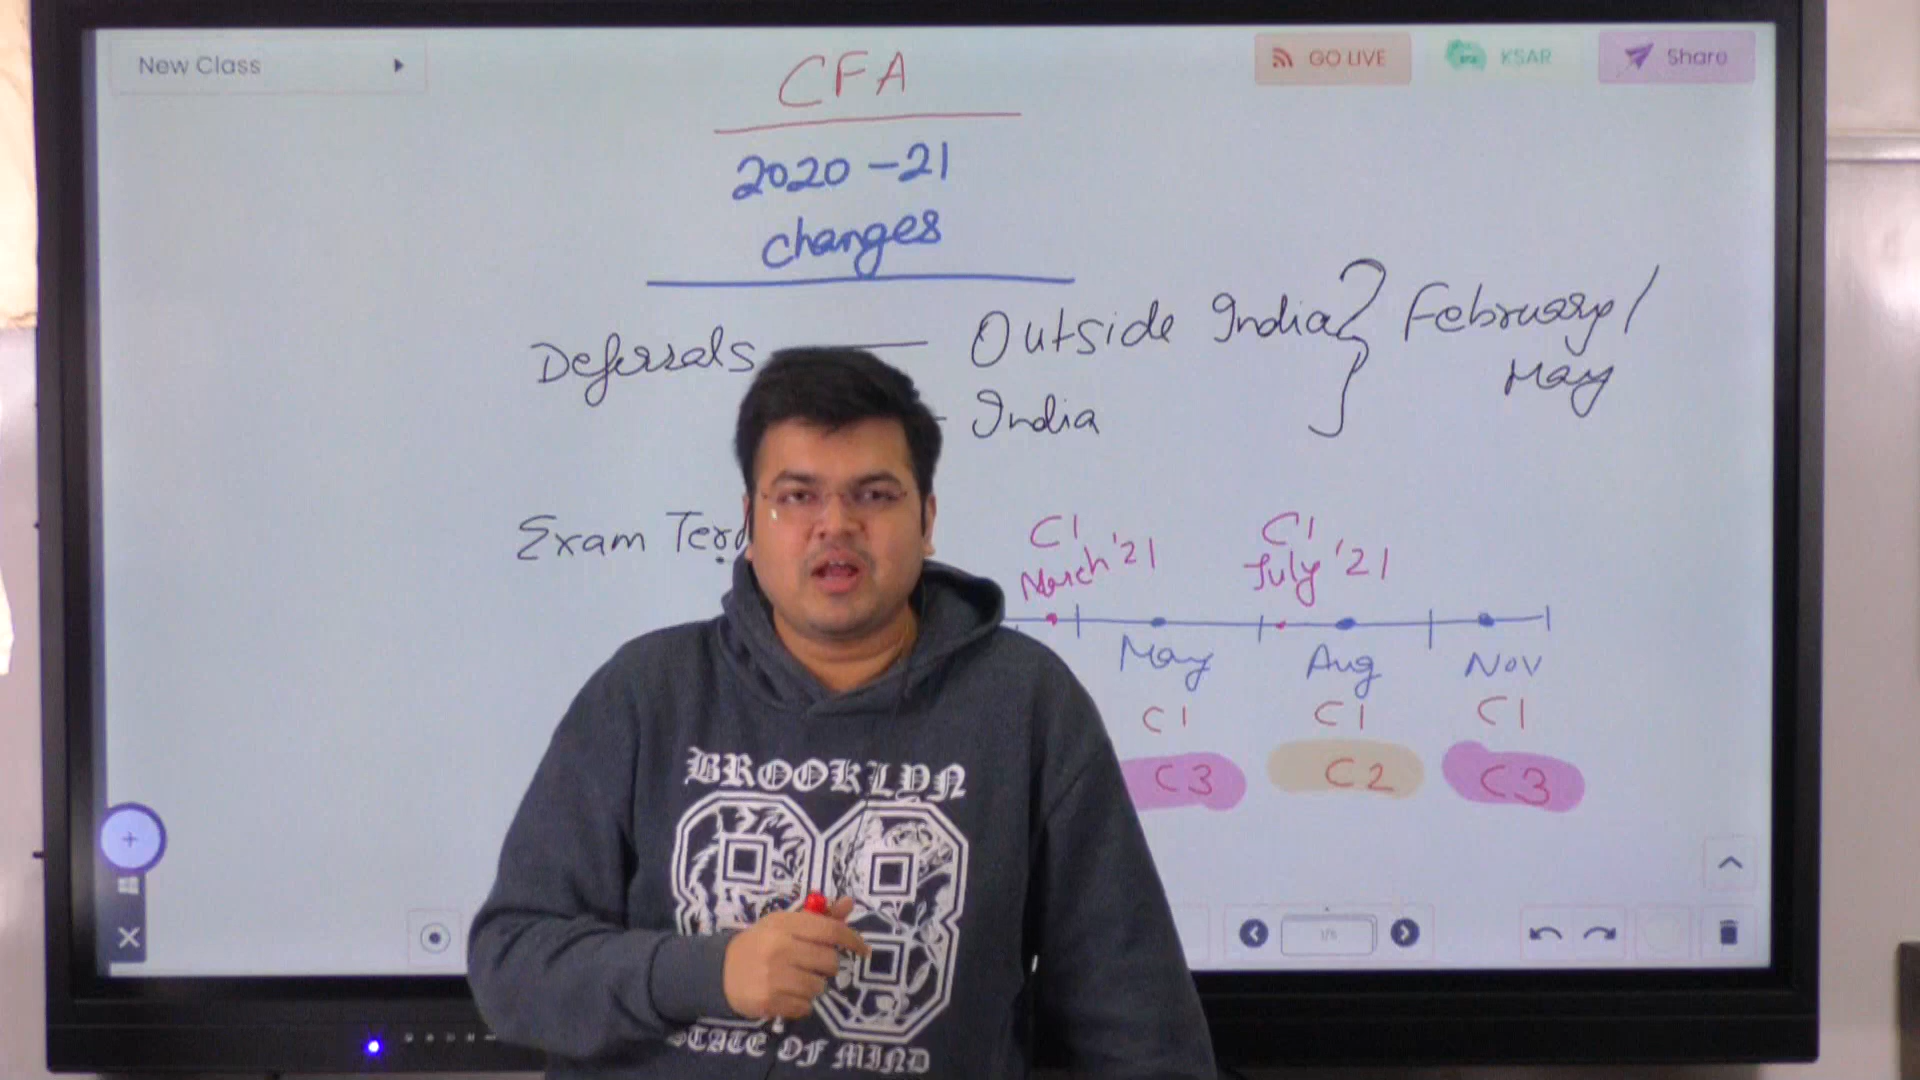 New Class
GO LIVE
KSAR
Share
CFA
2020-21
changes
Deferrals — Outside India } February /
May
India
Exam
C1
March '21
C1
July '21
May
Aug
Nov
C1
C1
C1
C3
C2
C3
BROOKLYN
88
STATE OF MIND